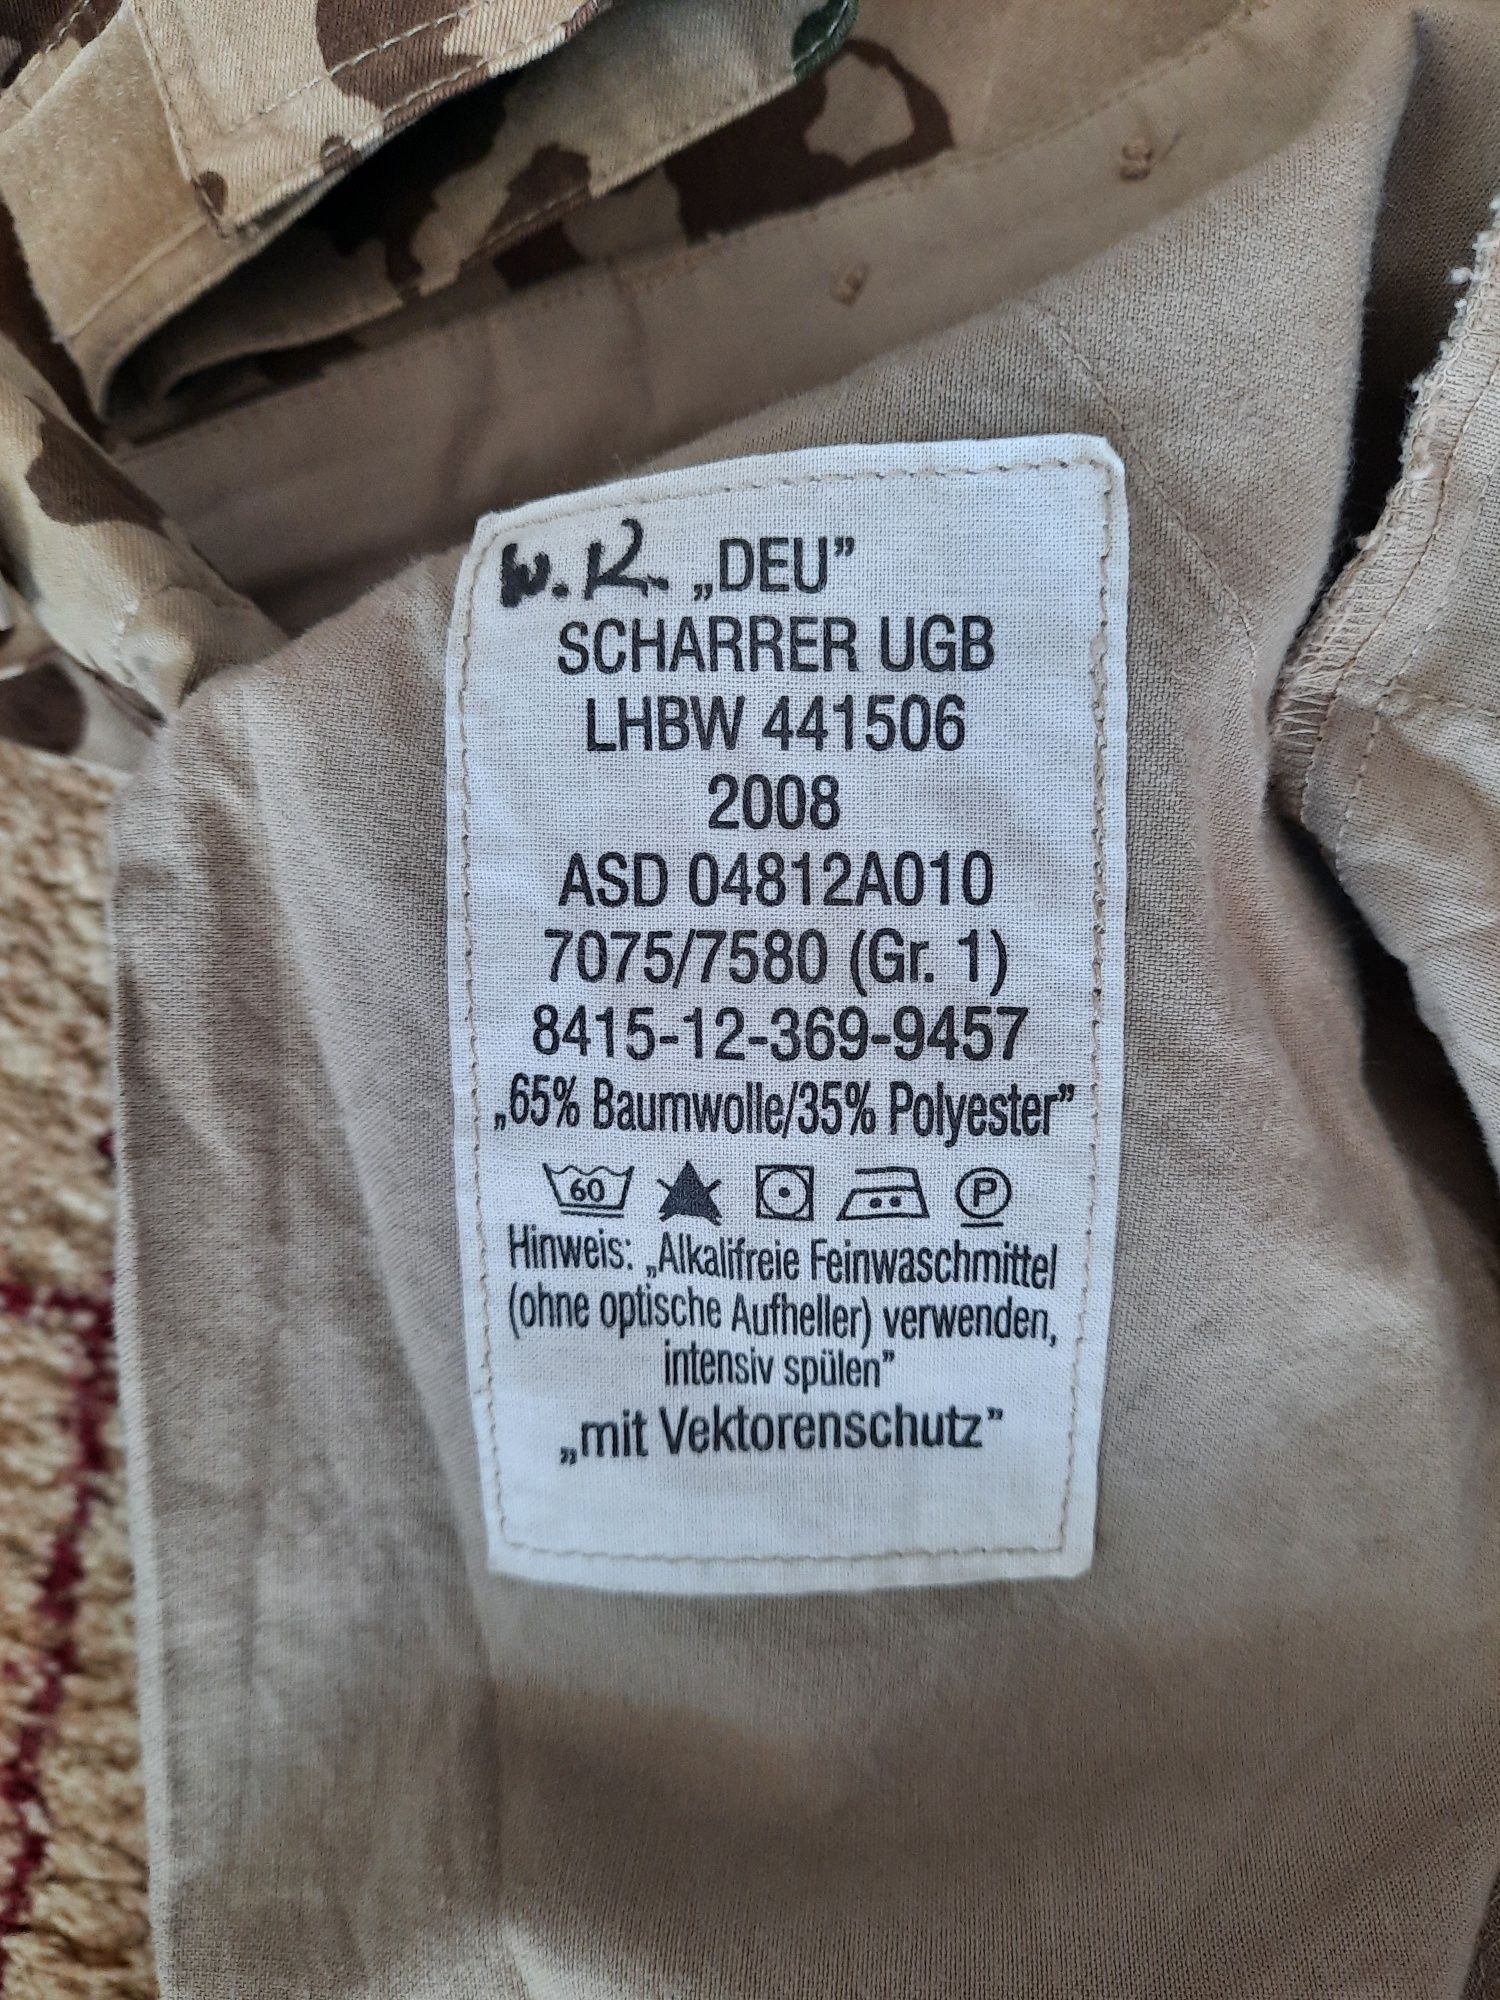 W.R. „DEU”
SCHARRER UGB
LHBW 441506
2008
ASD 04812A010
7075/7580 (Gr. 1)
8415-12-369-9457
„65% Baumwolle/35% Polyester”
60 P
Hinweis: „Alkalifreie Feinwaschmittel
(ohne optische Aufheller) verwenden,
intensiv spülen”
„mit Vektorenschutz”